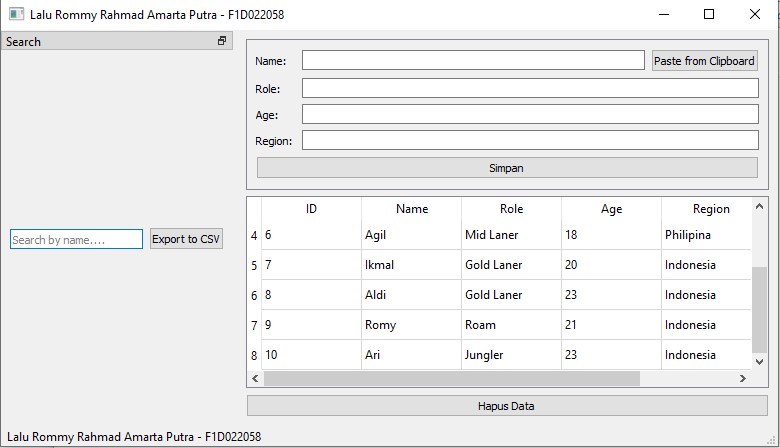 Lalu Rommy Rahmad Amarta Putra - F1D022058
Search
Name:
Paste from Clipboard
Role:
Age:
Region:
Simpan
Search by name....
Export to CSV
ID Name Role Age Region
4 6 Agil Mid Laner 18 Philipina
5 7 Ikmal Gold Laner 20 Indonesia
6 8 Aldi Gold Laner 23 Indonesia
7 9 Romy Roam 21 Indonesia
8 10 Ari Jungler 23 Indonesia
Hapus Data
Lalu Rommy Rahmad Amarta Putra - F1D022058